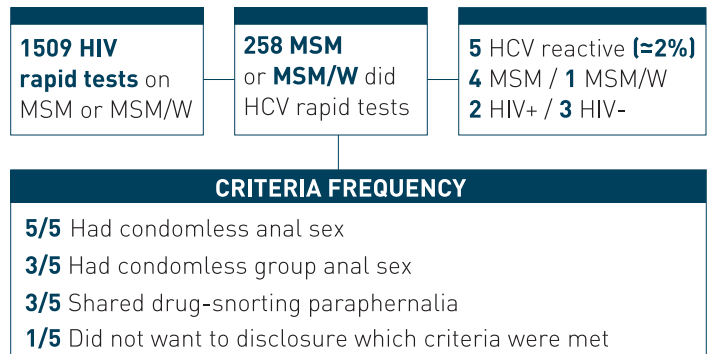 1509 HIV
rapid tests on
MSM or MSM/W
258 MSM
or MSM/W did
HCV rapid tests
5 HCV reactive (≃2%)
4 MSM / 1 MSM/W
2 HIV+ / 3 HIV-
CRITERIA FREQUENCY
5/5 Had condomless anal sex
3/5 Had condomless group anal sex
3/5 Shared drug-snorting paraphernalia
1/5 Did not want to disclosure which criteria were met